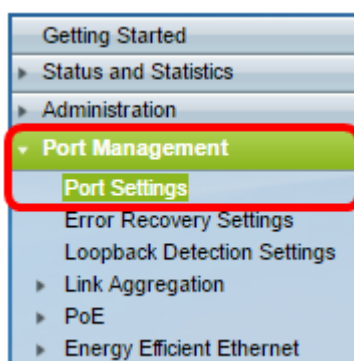 Getting Started
Status and Statistics
Administration
Port Management
Port Settings
Error Recovery Settings
Loopback Detection Settings
Link Aggregation
PoE
Energy Efficient Ethernet